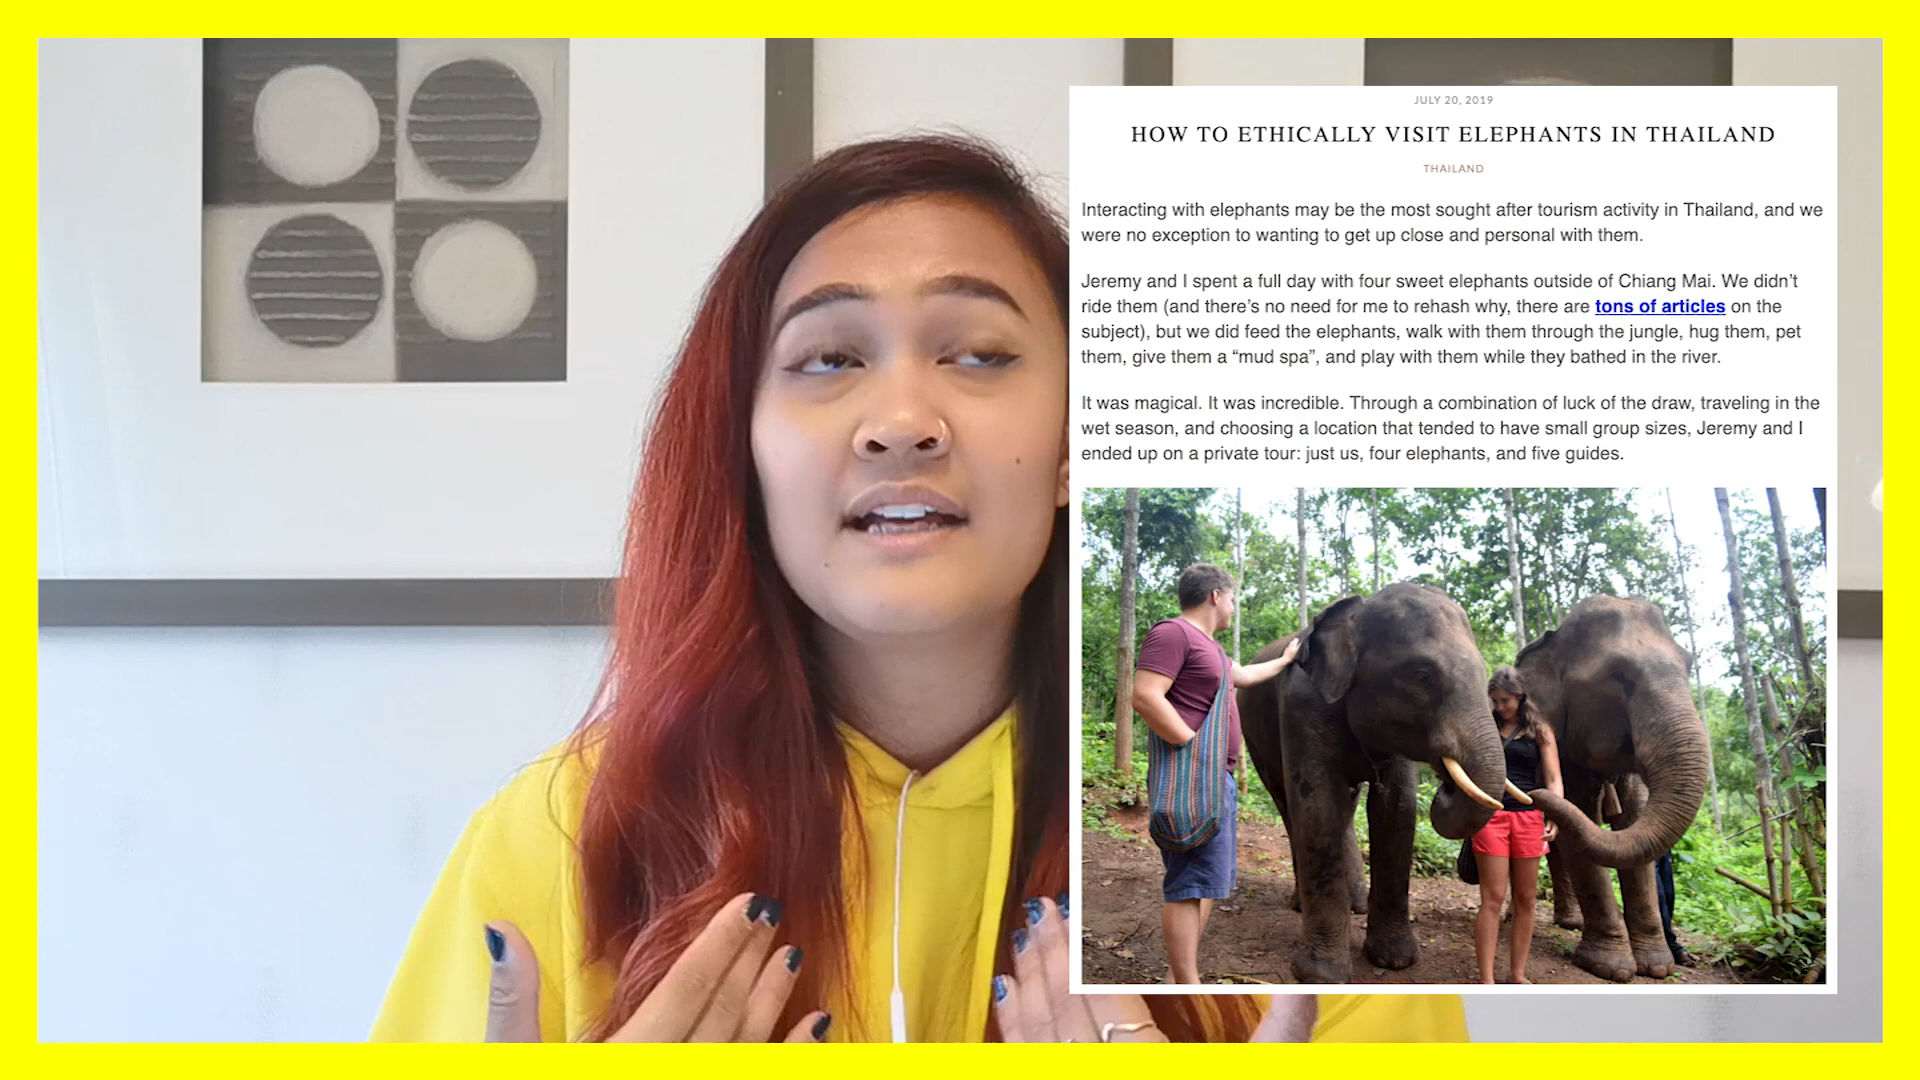 JULY 20, 2019
HOW TO ETHICALLY VISIT ELEPHANTS IN THAILAND
THAILAND
Interacting with elephants may be the most sought after tourism activity in Thailand, and we
were no exception to wanting to get up close and personal with them.
Jeremy and I spent a full day with four sweet elephants outside of Chiang Mai. We didn’t
ride them (and there’s no need for me to rehash why, there are tons of articles on the
subject), but we did feed the elephants, walk with them through the jungle, hug them, pet
them, give them a “mud spa”, and play with them while they bathed in the river.
It was magical. It was incredible. Through a combination of luck of the draw, traveling in the
wet season, and choosing a location that tended to have small group sizes, Jeremy and I
ended up on a private tour: just us, four elephants, and five guides.